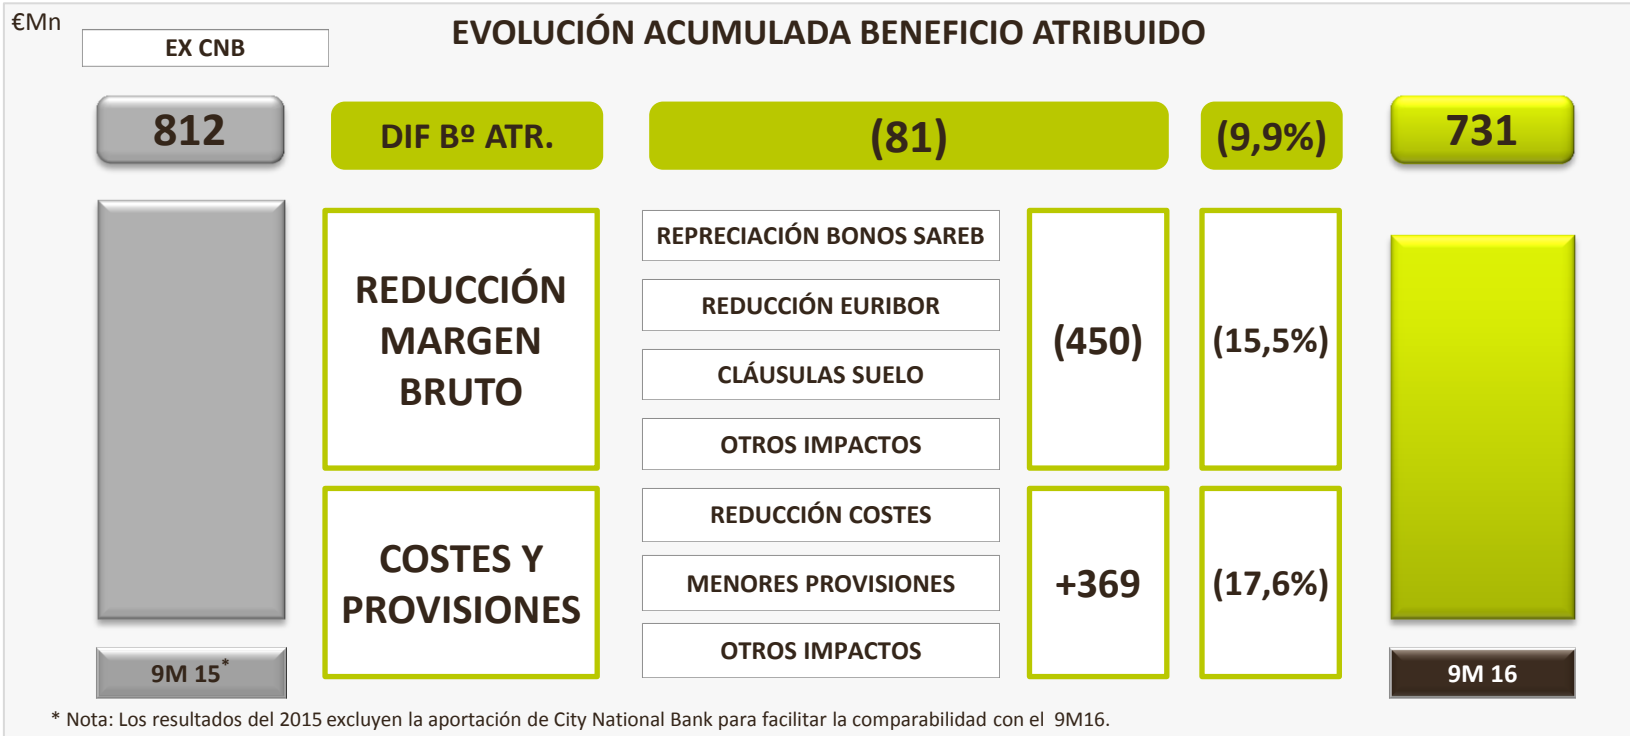 €Mn
EX CNB
EVOLUCIÓN ACUMULADA BENEFICIO ATRIBUIDO
812
DIF Bº ATR.
(81)
(9,9%)
731
REDUCCIÓN
MARGEN
BRUTO
REPRECIACIÓN BONOS SAREB
REDUCCIÓN EURIBOR
CLÁUSULAS SUELO
OTROS IMPACTOS
(450)
(15,5%)
COSTES Y
PROVISIONES
REDUCCIÓN COSTES
MENORES PROVISIONES
OTROS IMPACTOS
+369
(17,6%)
9M 15*
9M 16
* Nota: Los resultados del 2015 excluyen la aportación de City National Bank para facilitar la comparabilidad con el 9M16.